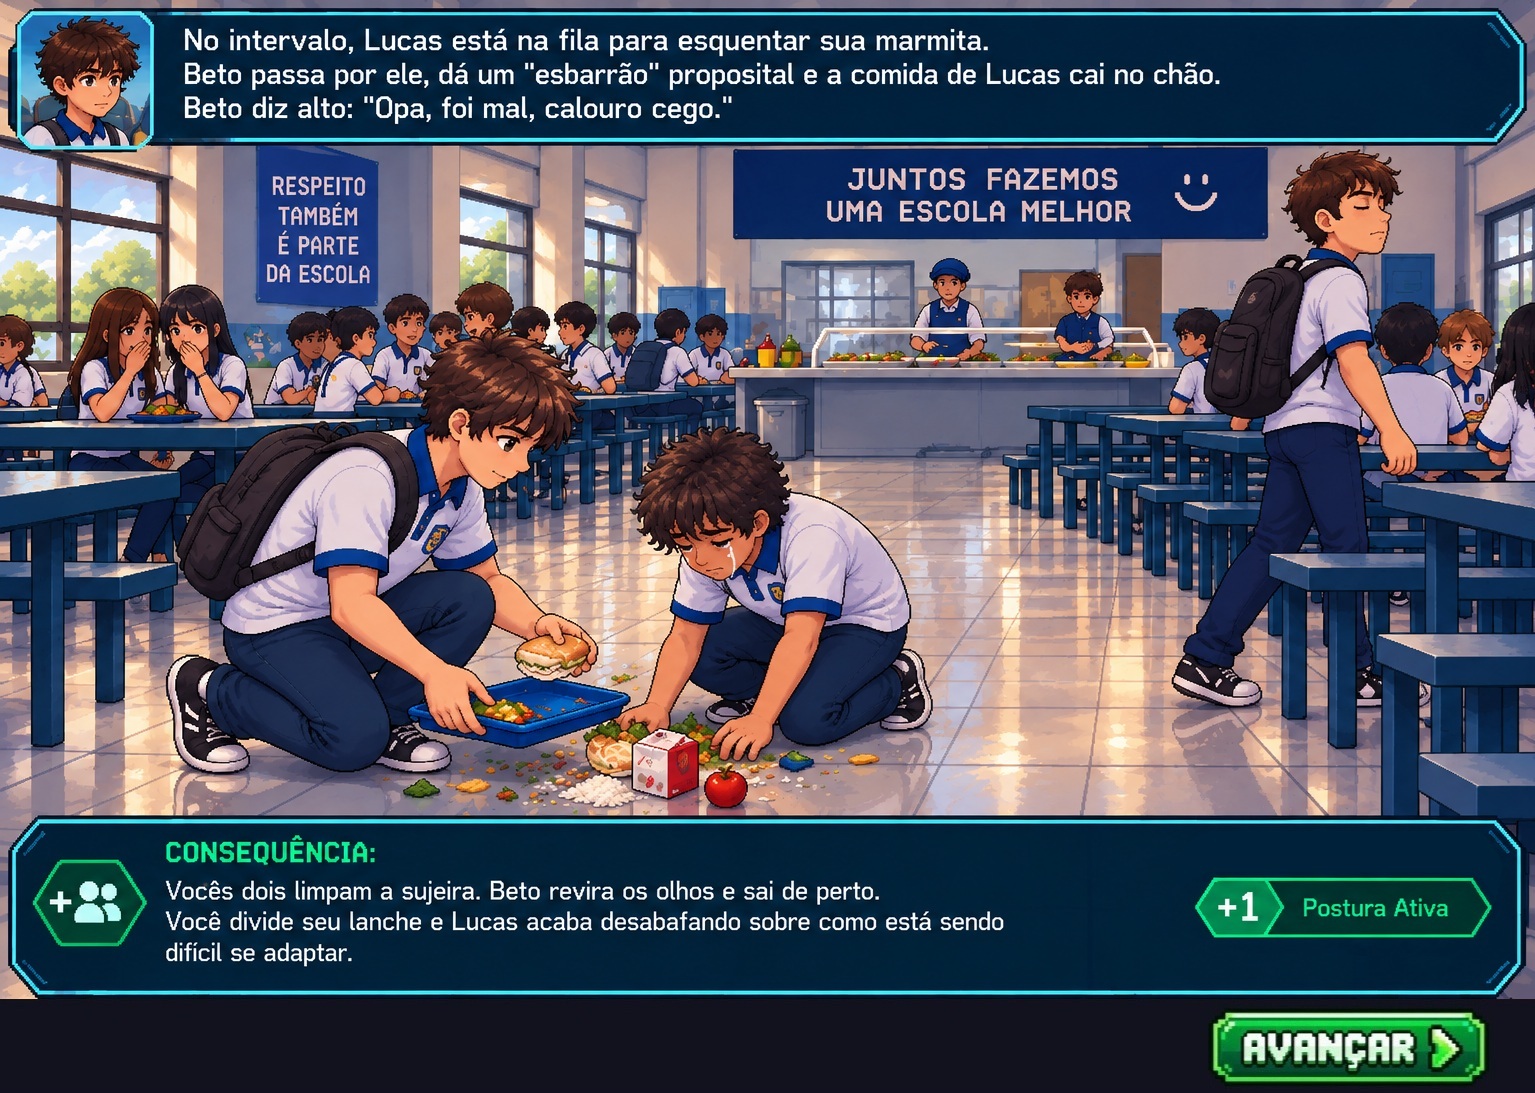 No intervalo, Lucas está na fila para esquentar sua marmita.
Beto passa por ele, dá um "esbarrão" proposital e a comida de Lucas cai no chão.
Beto diz alto: "Opa, foi mal, calouro cego."
RESPEITO
TAMBÉM
É PARTE
DA ESCOLA
JUNTOS FAZEMOS
UMA ESCOLA MELHOR
CONSEQUÊNCIA:
Vocês dois limpam a sujeira. Beto revira os olhos e sai de perto.
Você divide seu lanche e Lucas acaba desabafando sobre como está sendo
difícil se adaptar.
+1 Postura Ativa
AVANÇAR